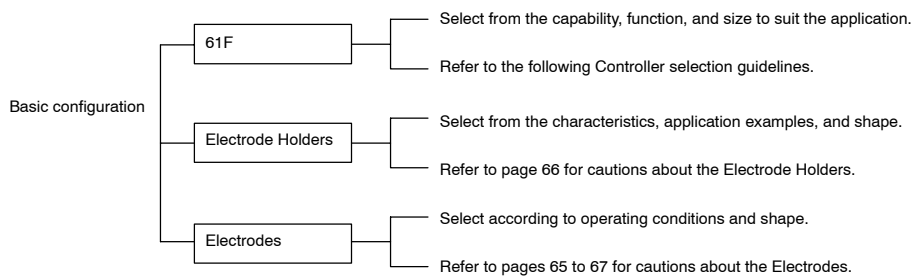 Basic configuration
61F
Select from the capability, function, and size to suit the application.
Refer to the following Controller selection guidelines.
Electrode Holders
Select from the characteristics, application examples, and shape.
Refer to page 66 for cautions about the Electrode Holders.
Electrodes
Select according to operating conditions and shape.
Refer to pages 65 to 67 for cautions about the Electrodes.